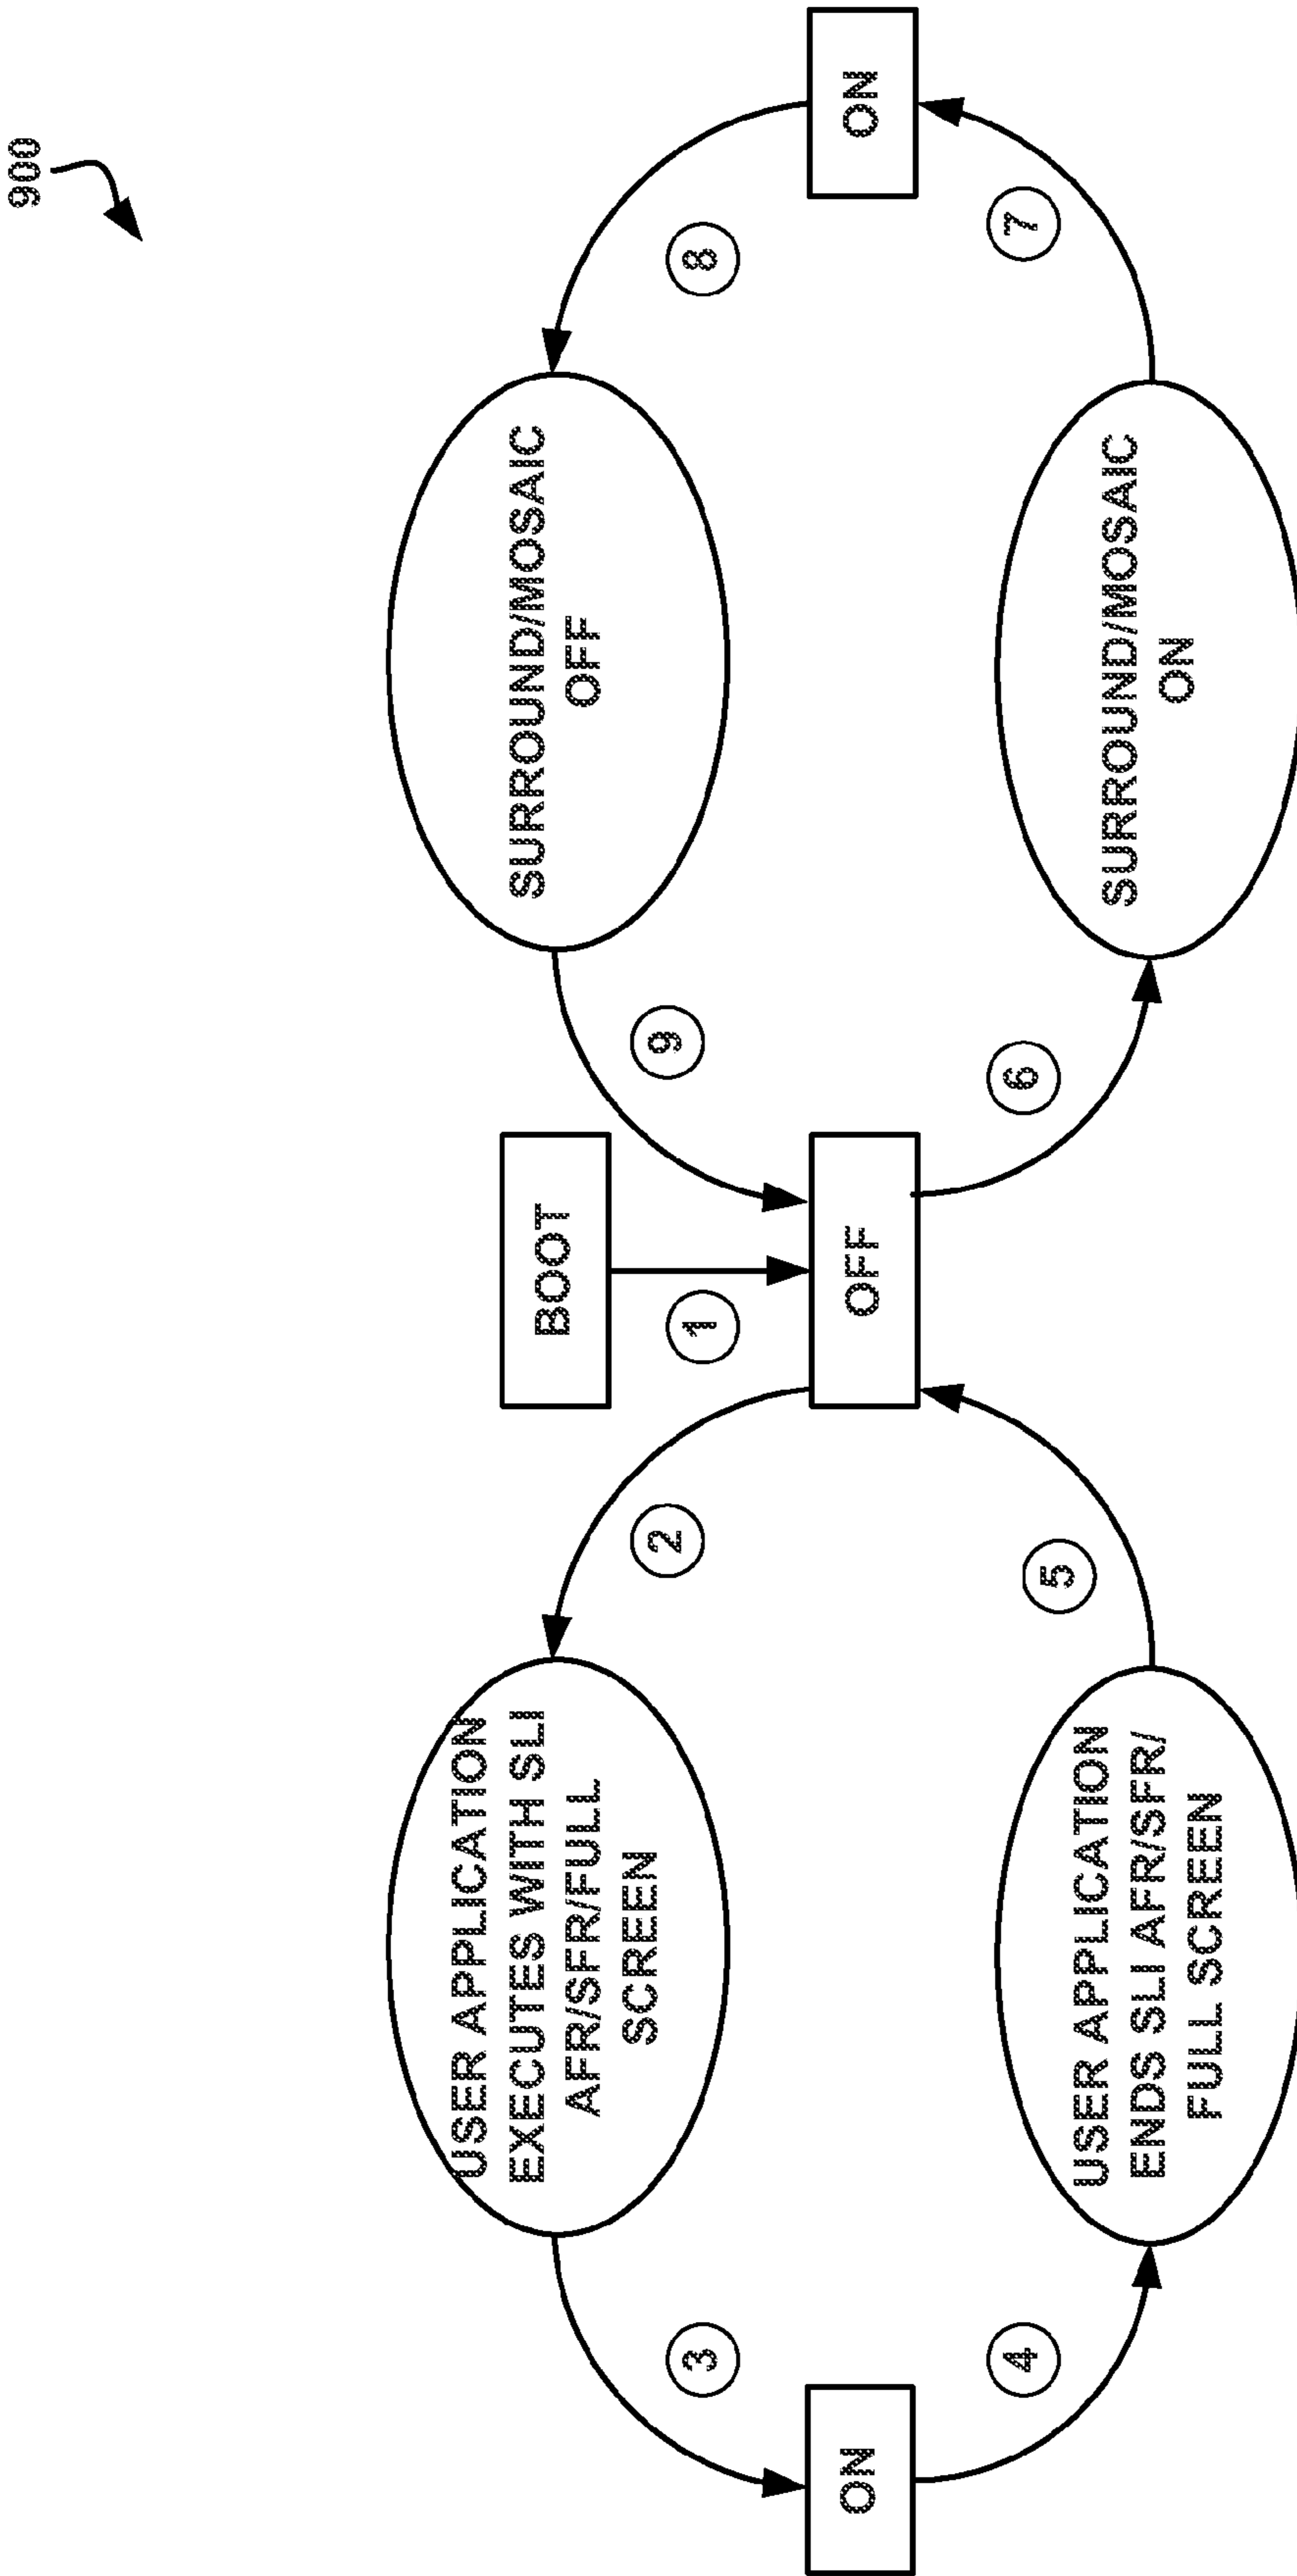 900
BOOT
1
2
9
USER APPLICATION
EXECUTES WITH SLI
AFR/SFR/FULL
SCREEN
SURROUND/MOSAIC
OFF
3
8
ON
OFF
ON
4
5
6
7
USER APPLICATION
ENDS SLI AFR/SFR/
FULL SCREEN
SURROUND/MOSAIC
ON